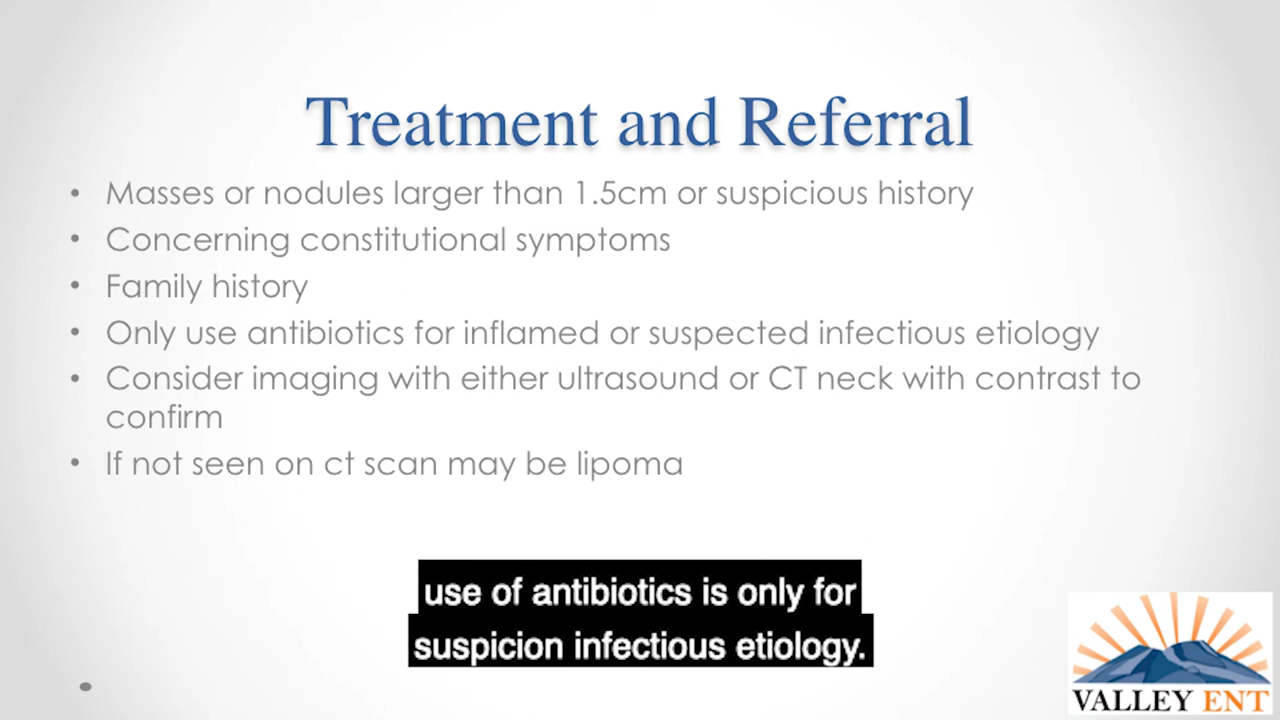 Treatment and Referral
• Masses or nodules larger than 1.5cm or suspicious history
• Concerning constitutional symptoms
• Family history
• Only use antibiotics for inflamed or suspected infectious etiology
• Consider imaging with either ultrasound or CT neck with contrast to
confirm
• If not seen on ct scan may be lipoma
use of antibiotics is only for
suspicion infectious etiology.
VALLEY ENT